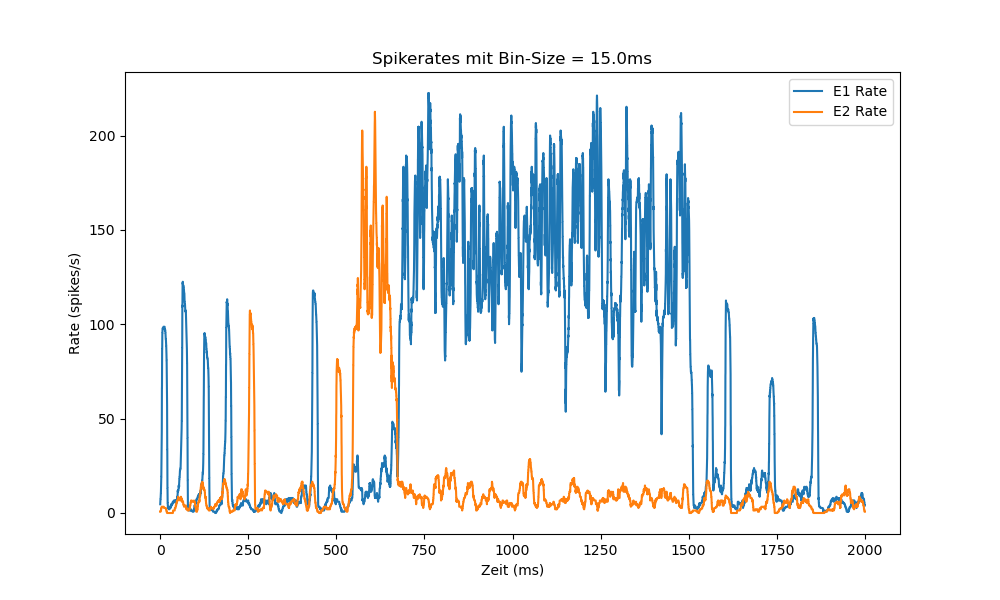 Spikerates mit Bin-Size = 15.0ms
E1 Rate
E2 Rate
Rate (spikes/s)
200
150
100
50
0
0 250 500 750 1000 1250 1500 1750 2000
Zeit (ms)